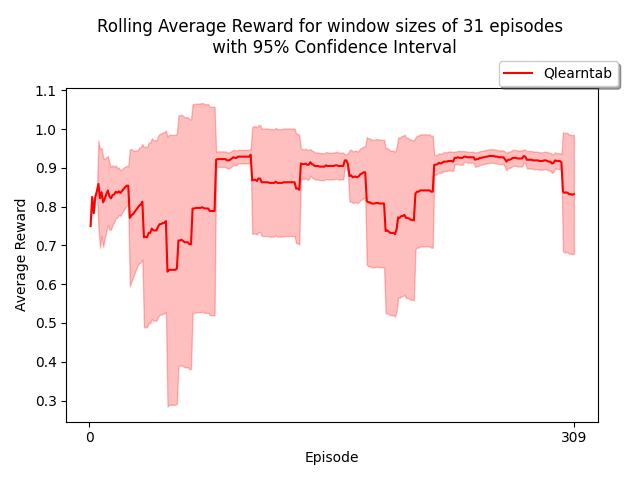 Rolling Average Reward for window sizes of 31 episodes
with 95% Confidence Interval
Qlearntab
1.1
1.0
0.9
0.8
0.7
0.6
0.5
0.4
0.3
Average Reward
0
309
Episode